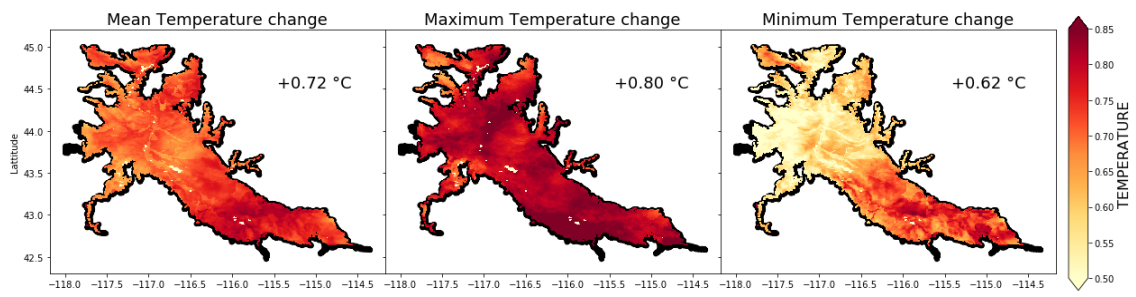 Mean Temperature change
Maximum Temperature change
Minimum Temperature change
+0.72 °C
+0.80 °C
+0.62 °C
Lattitude
45.0
44.5
44.0
43.5
43.0
42.5
−118.0 −117.5 −117.0 −116.5 −116.0 −115.5 −115.0 −114.5
−118.0 −117.5 −117.0 −116.5 −116.0 −115.5 −115.0 −114.5
−118.0 −117.5 −117.0 −116.5 −116.0 −115.5 −115.0 −114.5
0.85
0.80
0.75
0.70
0.65
0.60
0.55
0.50
TEMPERATURE